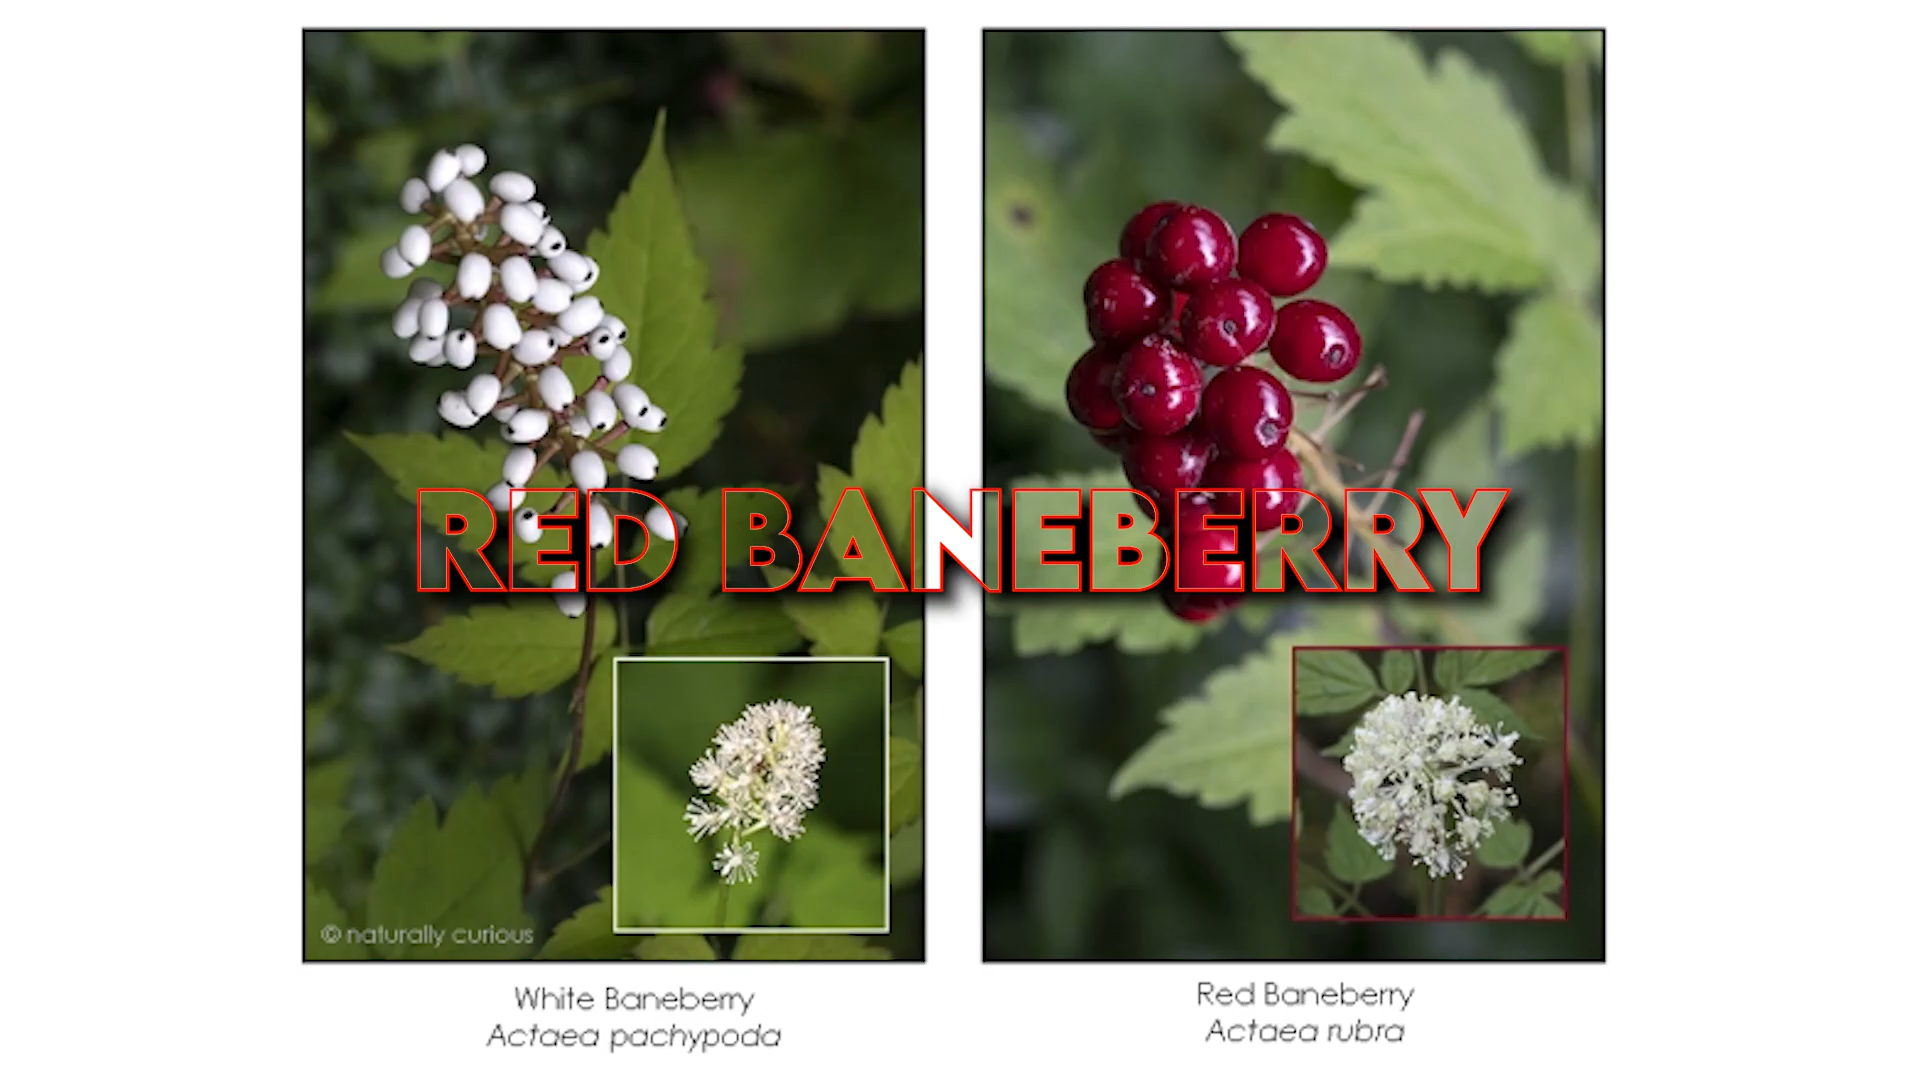 RED BANEBERRY
© naturally curious
White Baneberry
Actaea pachypoda
Red Baneberry
Actaea rubra